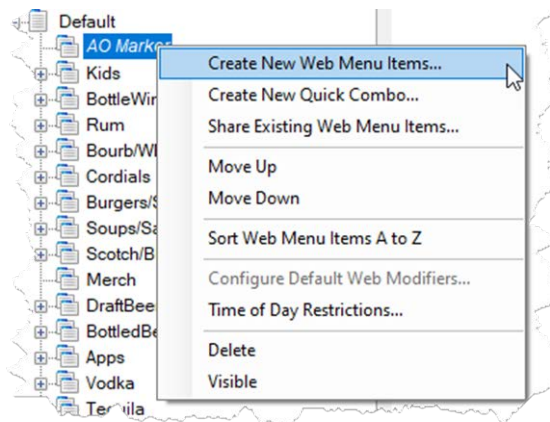 Default
AO Marker
Kids
BottleWin
Rum
Bourb/W
Cordials
Burgers/S
Soups/Sa
Scotch/B
Merch
DraftBee
BottledBe
Apps
Vodka
Tequila
Create New Web Menu Items...
Create New Quick Combo...
Share Existing Web Menu Items...
Move Up
Move Down
Sort Web Menu Items A to Z
Configure Default Web Modifiers...
Time of Day Restrictions...
Delete
Visible